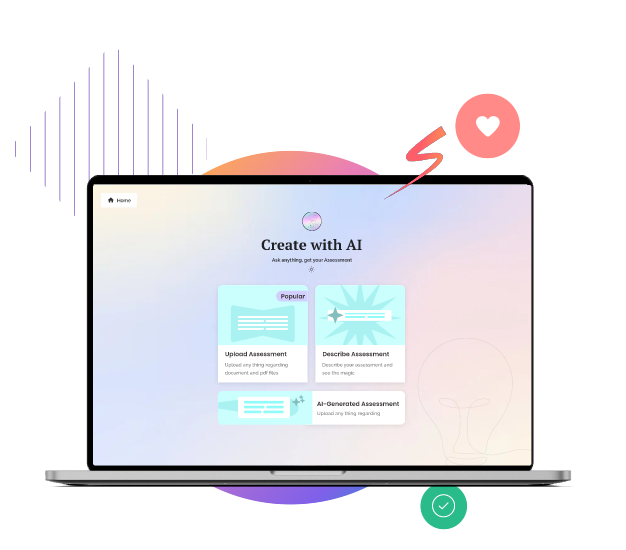 Home
Create with AI
Ask anything, get your Assessment
Popular
Upload Assessment
Upload any thing regarding
document and pdf files
Describe Assessment
Describe your assessment and
see the magic
AI-Generated Assessment
Upload any thing regarding